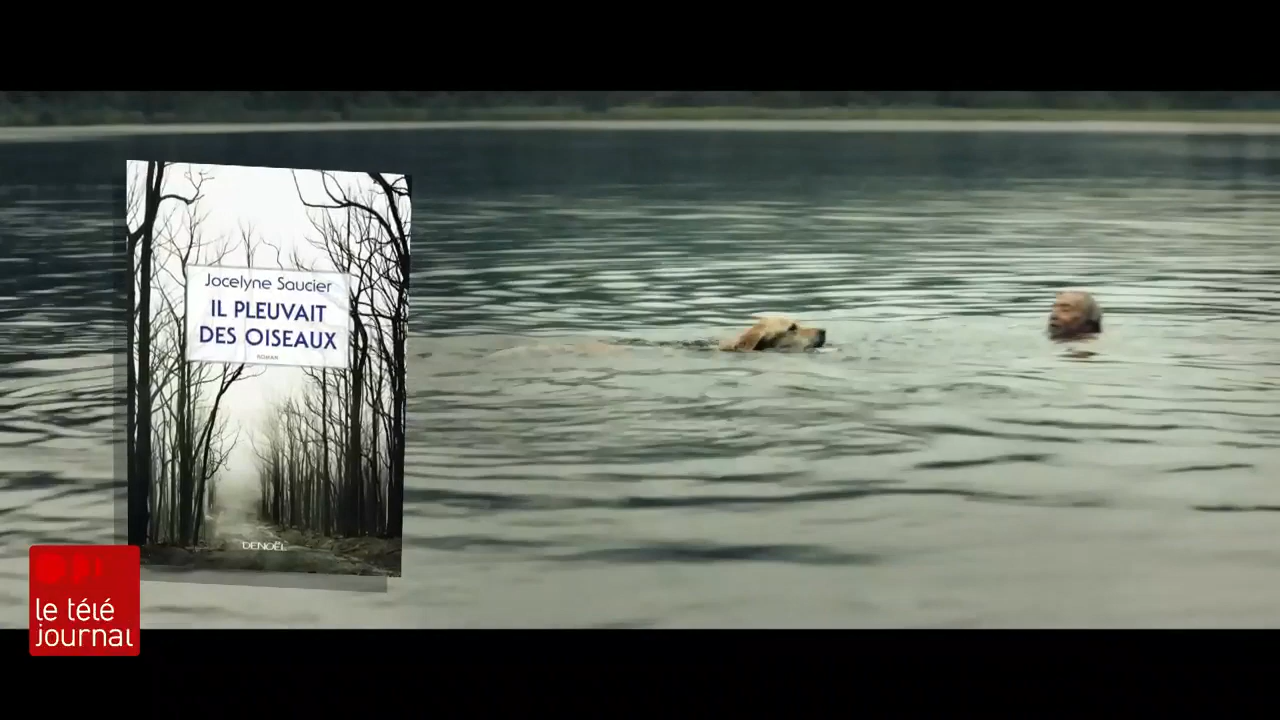 Jocelyne Saucier
IL PLEUVAIT
DES OISEAUX
ROMAN
DENOËL
le télé
journal